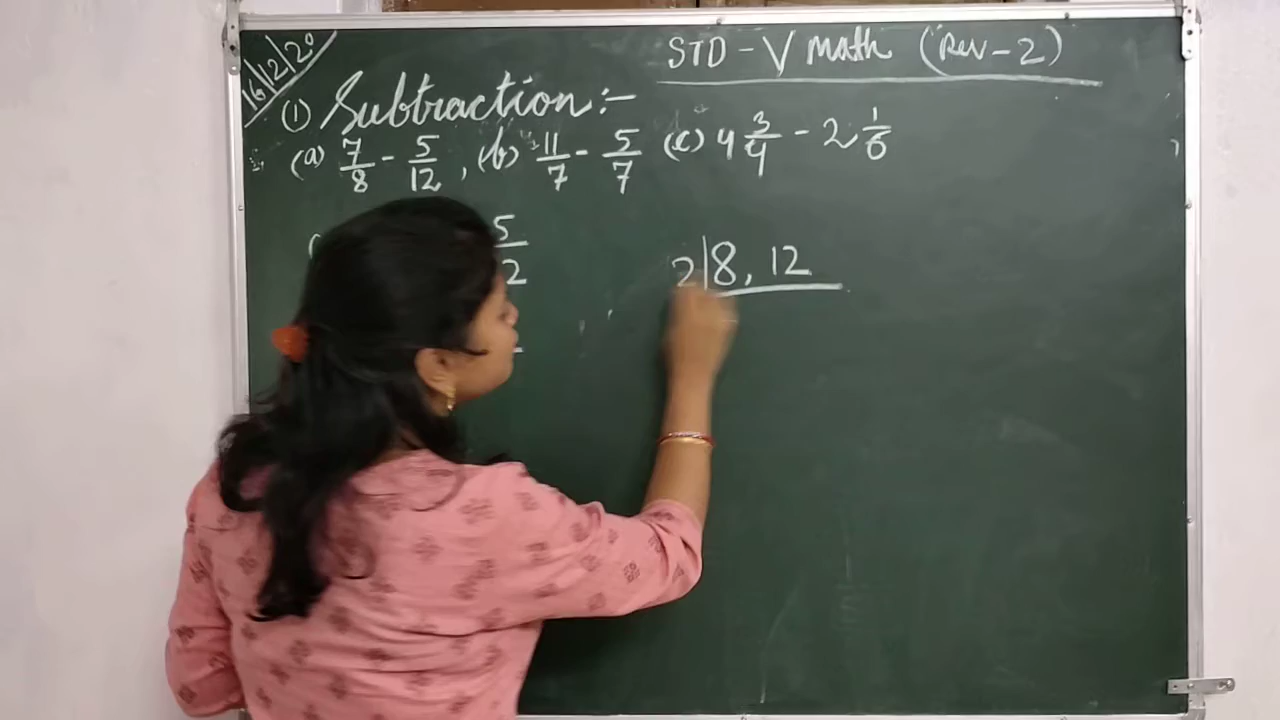 16/12/20
STD - V math (Rev - 2)
(1) Subtraction :-
(a) 7/8 - 5/12 , (b) 11/7 - 5/7 (c) 4 3/4 - 2 1/6
5
2
2 | 8, 12